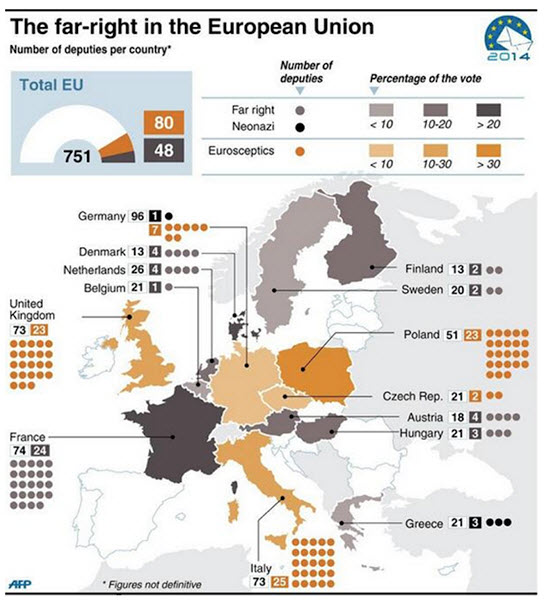 The far-right in the European Union
Number of deputies per country*
2014
Total EU
80
751
48
Number of deputies
Percentage of the vote
Far right
Neonazi
< 10
10-20
> 20
Eurosceptics
< 10
10-30
> 30
Germany 96 1
7
Denmark 13 4
Netherlands 26 4
Belgium 21 1
United
Kingdom
73 23
France
74 24
Finland 13 2
Sweden 20 2
Poland 51 23
Czech Rep. 21 2
Austria 18 4
Hungary 21 3
Greece 21 3
Italy
73 25
AFP
* Figures not definitive